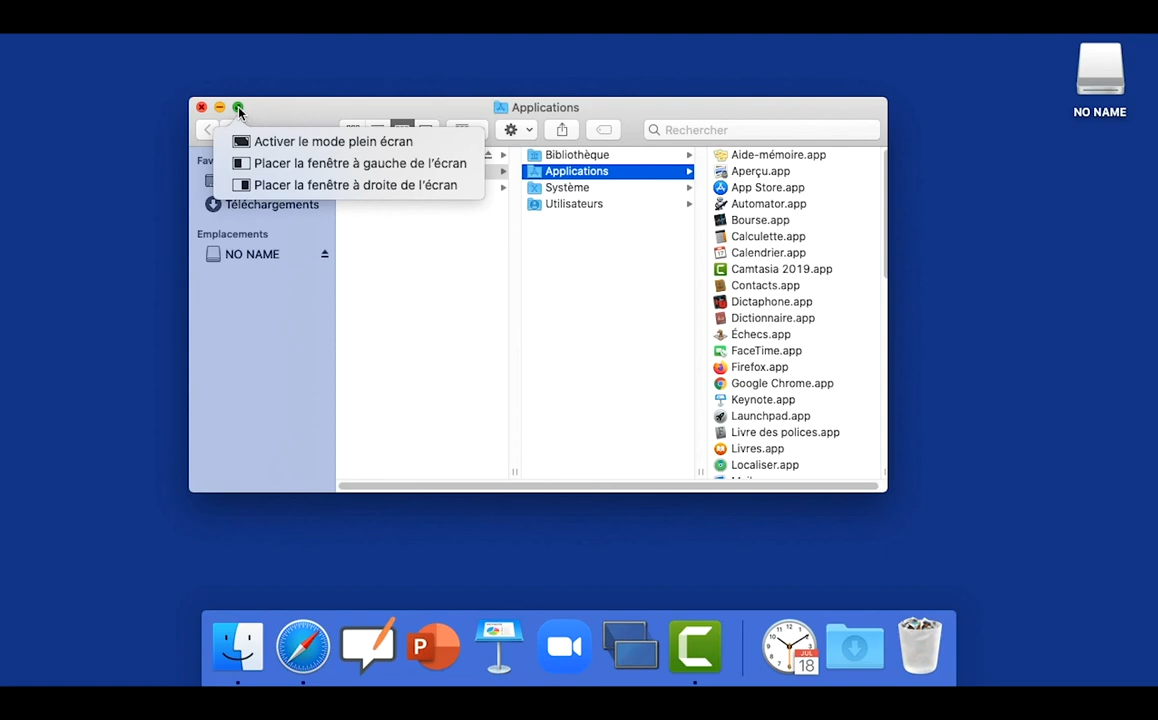 Applications
Rechercher
Activer le mode plein écran
Placer la fenêtre à gauche de l'écran
Placer la fenêtre à droite de l'écran
Fav
Téléchargements
Emplacements
NO NAME
Bibliothèque
Applications
Système
Utilisateurs
Aide-mémoire.app
Aperçu.app
App Store.app
Automator.app
Bourse.app
Calculette.app
Calendrier.app
Camtasia 2019.app
Contacts.app
Dictaphone.app
Dictionnaire.app
Échecs.app
FaceTime.app
Firefox.app
Google Chrome.app
Keynote.app
Launchpad.app
Livre des polices.app
Livres.app
Localiser.app
NO NAME
P
C
JUL
18